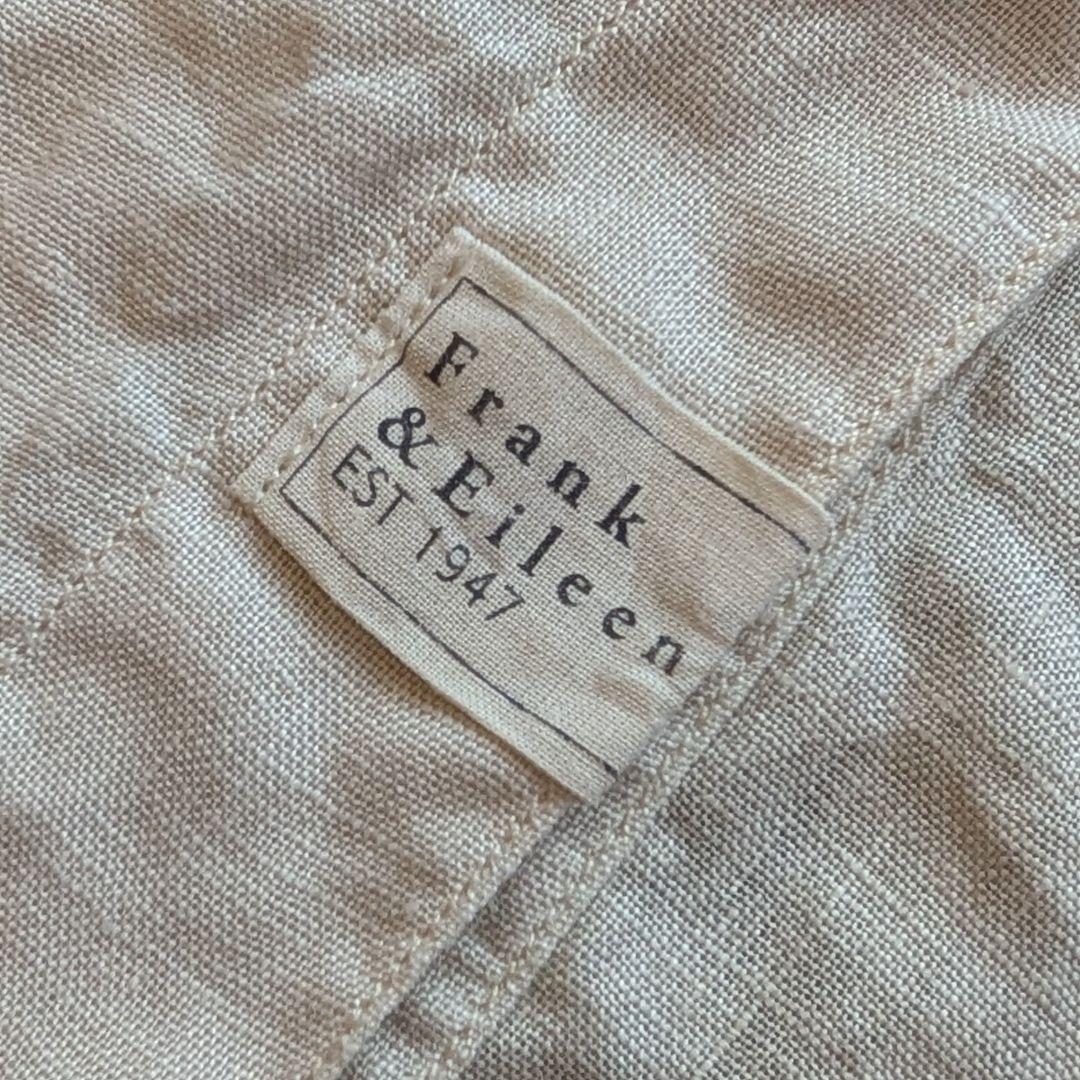 Frank
& Eileen
EST 1947